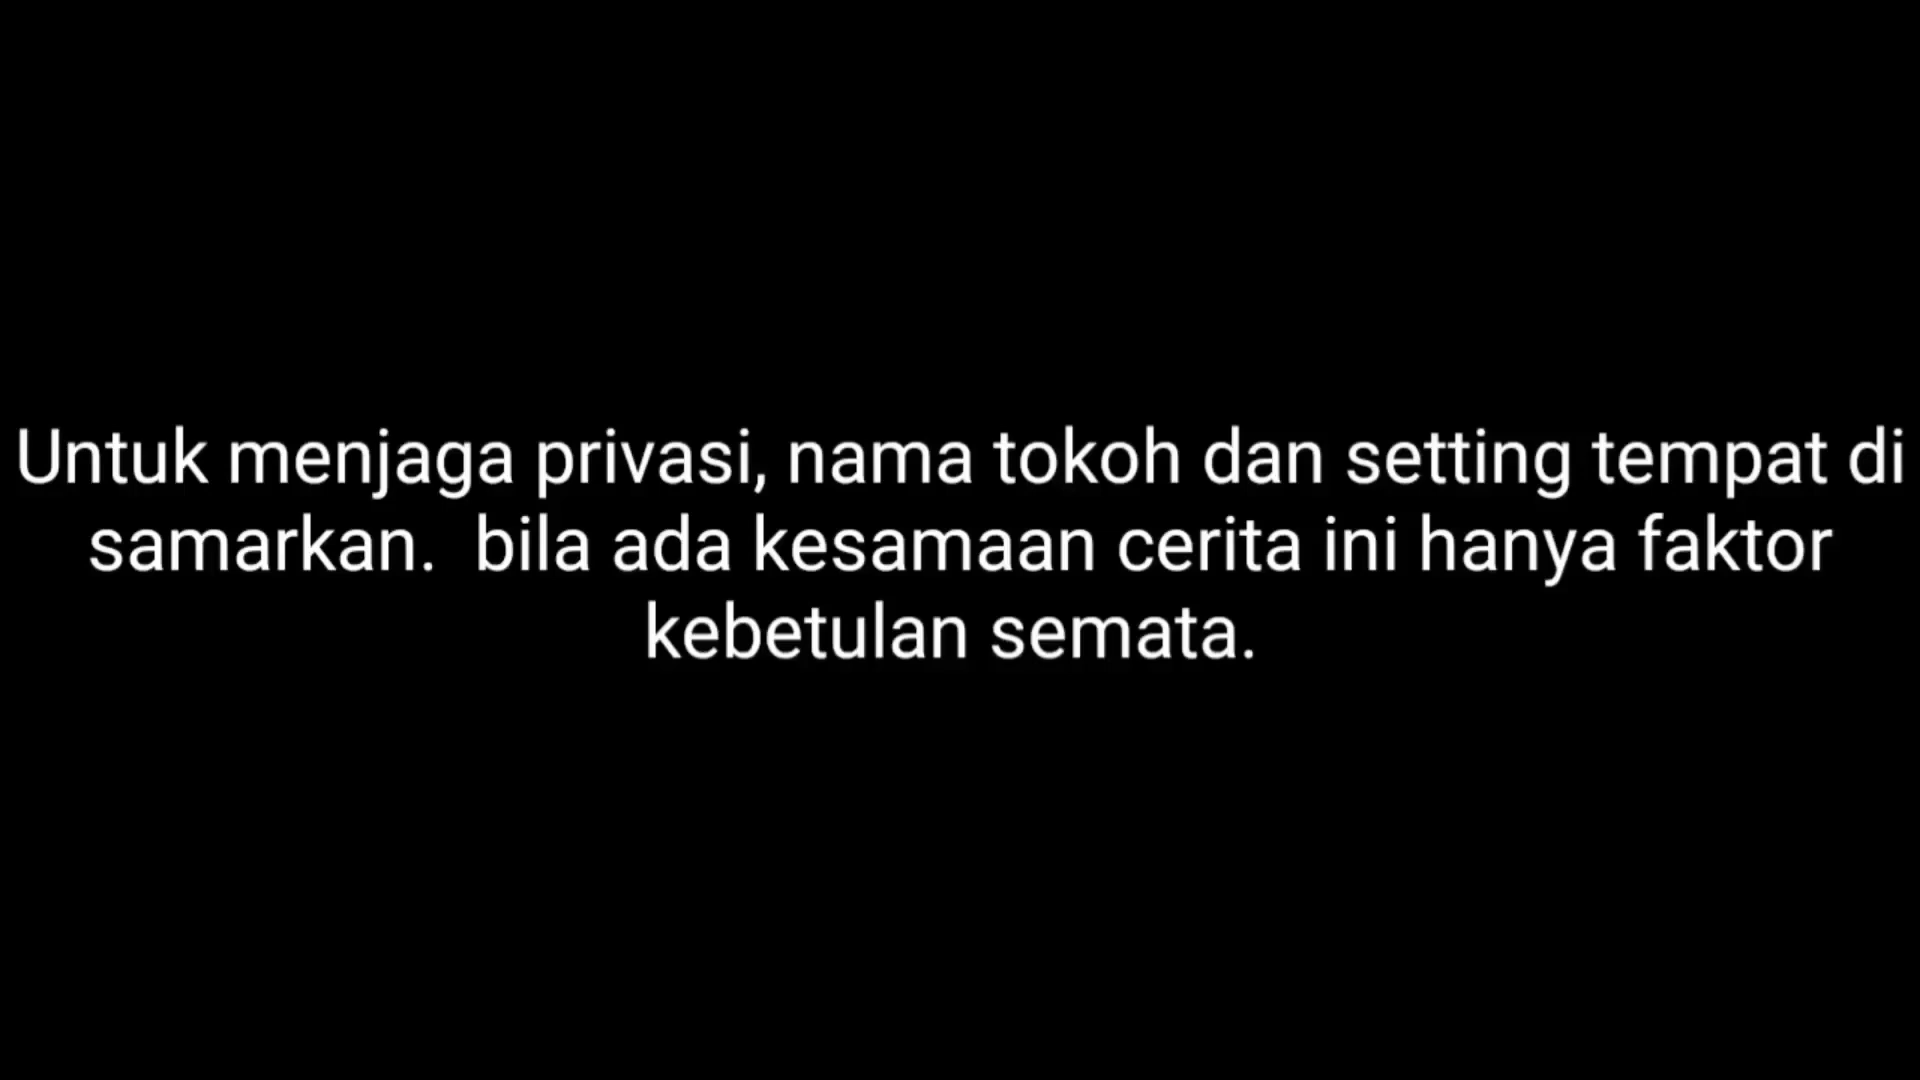 Untuk menjaga privasi, nama tokoh dan setting tempat di
samarkan.  bila ada kesamaan cerita ini hanya faktor
kebetulan semata.